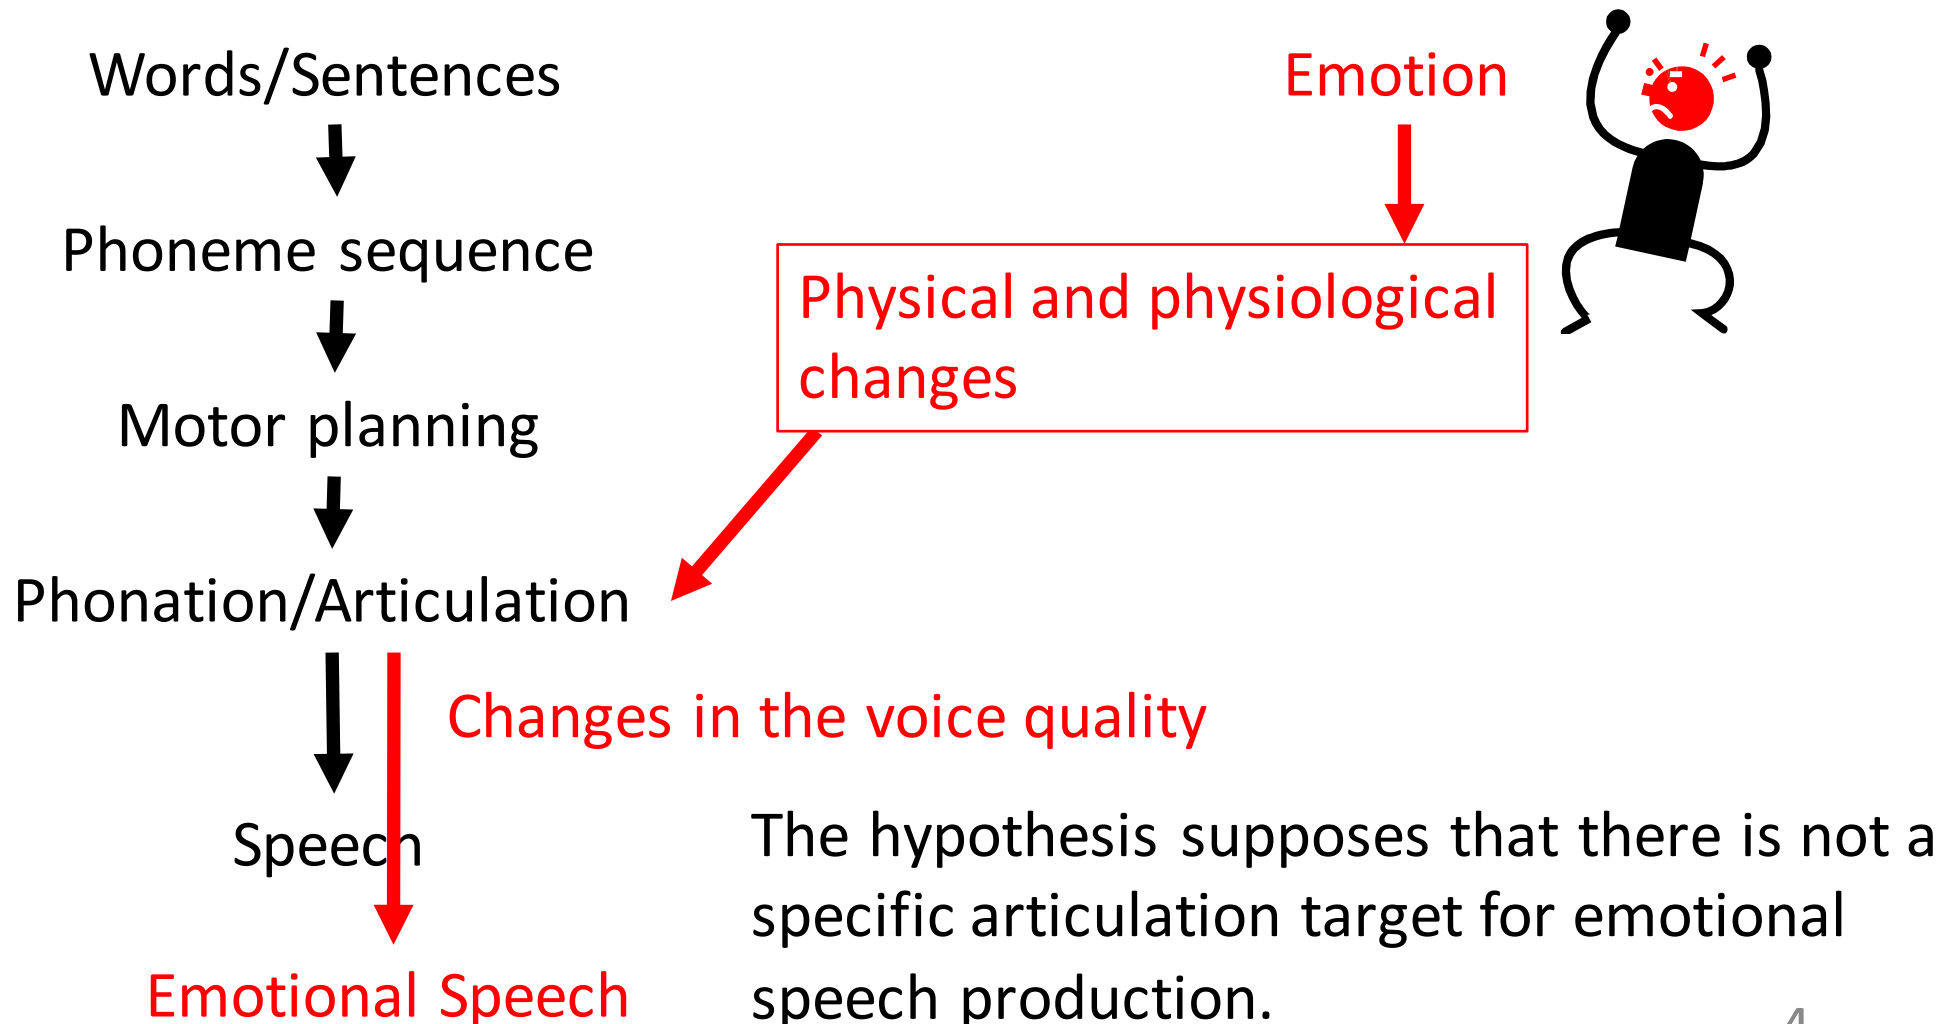 Words/Sentences
Phoneme sequence
Motor planning
Phonation/Articulation
Speech
Emotional Speech
Emotion
Physical and physiological
changes
Changes in the voice quality
The hypothesis supposes that there is not a
specific articulation target for emotional
speech production.
4